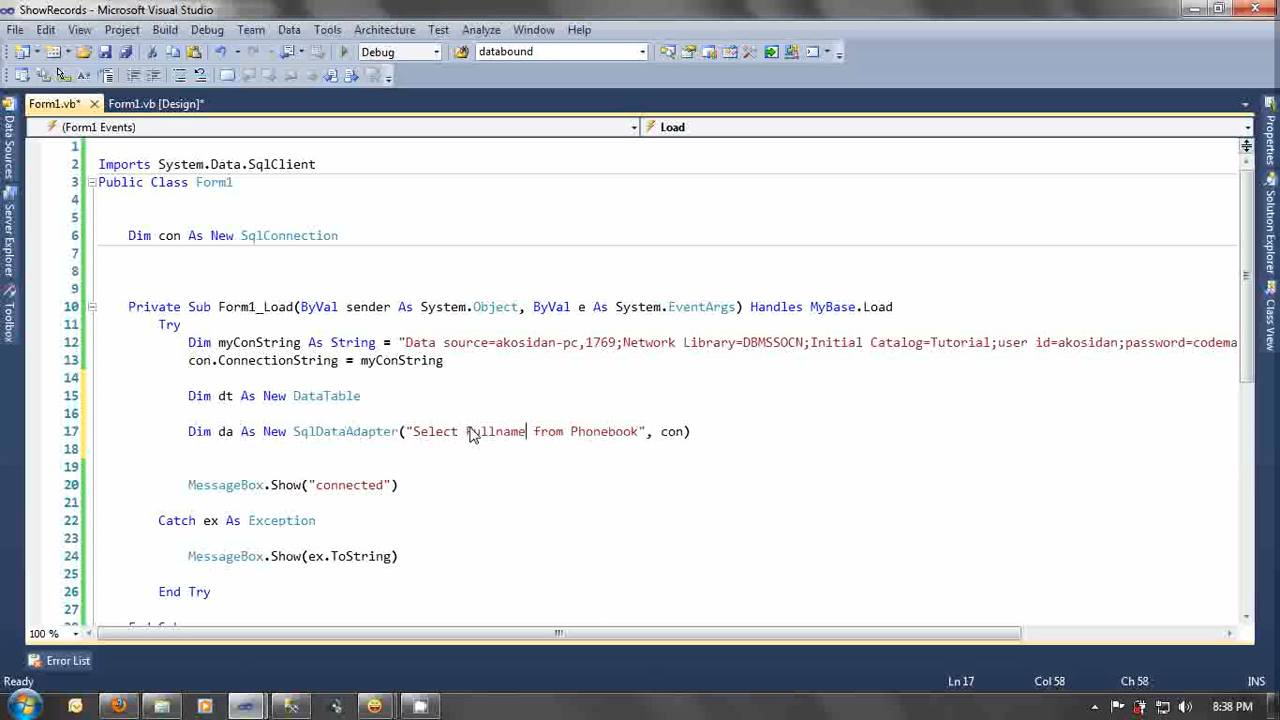 ShowRecords - Microsoft Visual Studio
File Edit View Project Build Debug Team Data Tools Architecture Test Analyze Window Help
Debug databound
Form1.vb* Form1.vb [Design]*
(Form1 Events) Load
1
2 Imports System.Data.SqlClient
3 Public Class Form1
4
5
6 Dim con As New SqlConnection
7
8
9
10 Private Sub Form1_Load(ByVal sender As System.Object, ByVal e As System.EventArgs) Handles MyBase.Load
11 Try
12 Dim myConString As String = "Data source=akosidan-pc,1769;Network Library=DBMSSOCN;Initial Catalog=Tutorial;user id=akosidan;password=codema
13 con.ConnectionString = myConString
14
15 Dim dt As New DataTable
16
17 Dim da As New SqlDataAdapter("Select Fullname from Phonebook", con)
18
19
20 MessageBox.Show("connected")
21
22 Catch ex As Exception
23
24 MessageBox.Show(ex.ToString)
25
26 End Try
27
100 %
Error List
Ready Ln 17 Col 58 Ch 58 INS
8:38 PM
Data Sources
Server Explorer
Toolbox
Properties
Solution Explorer
Class View